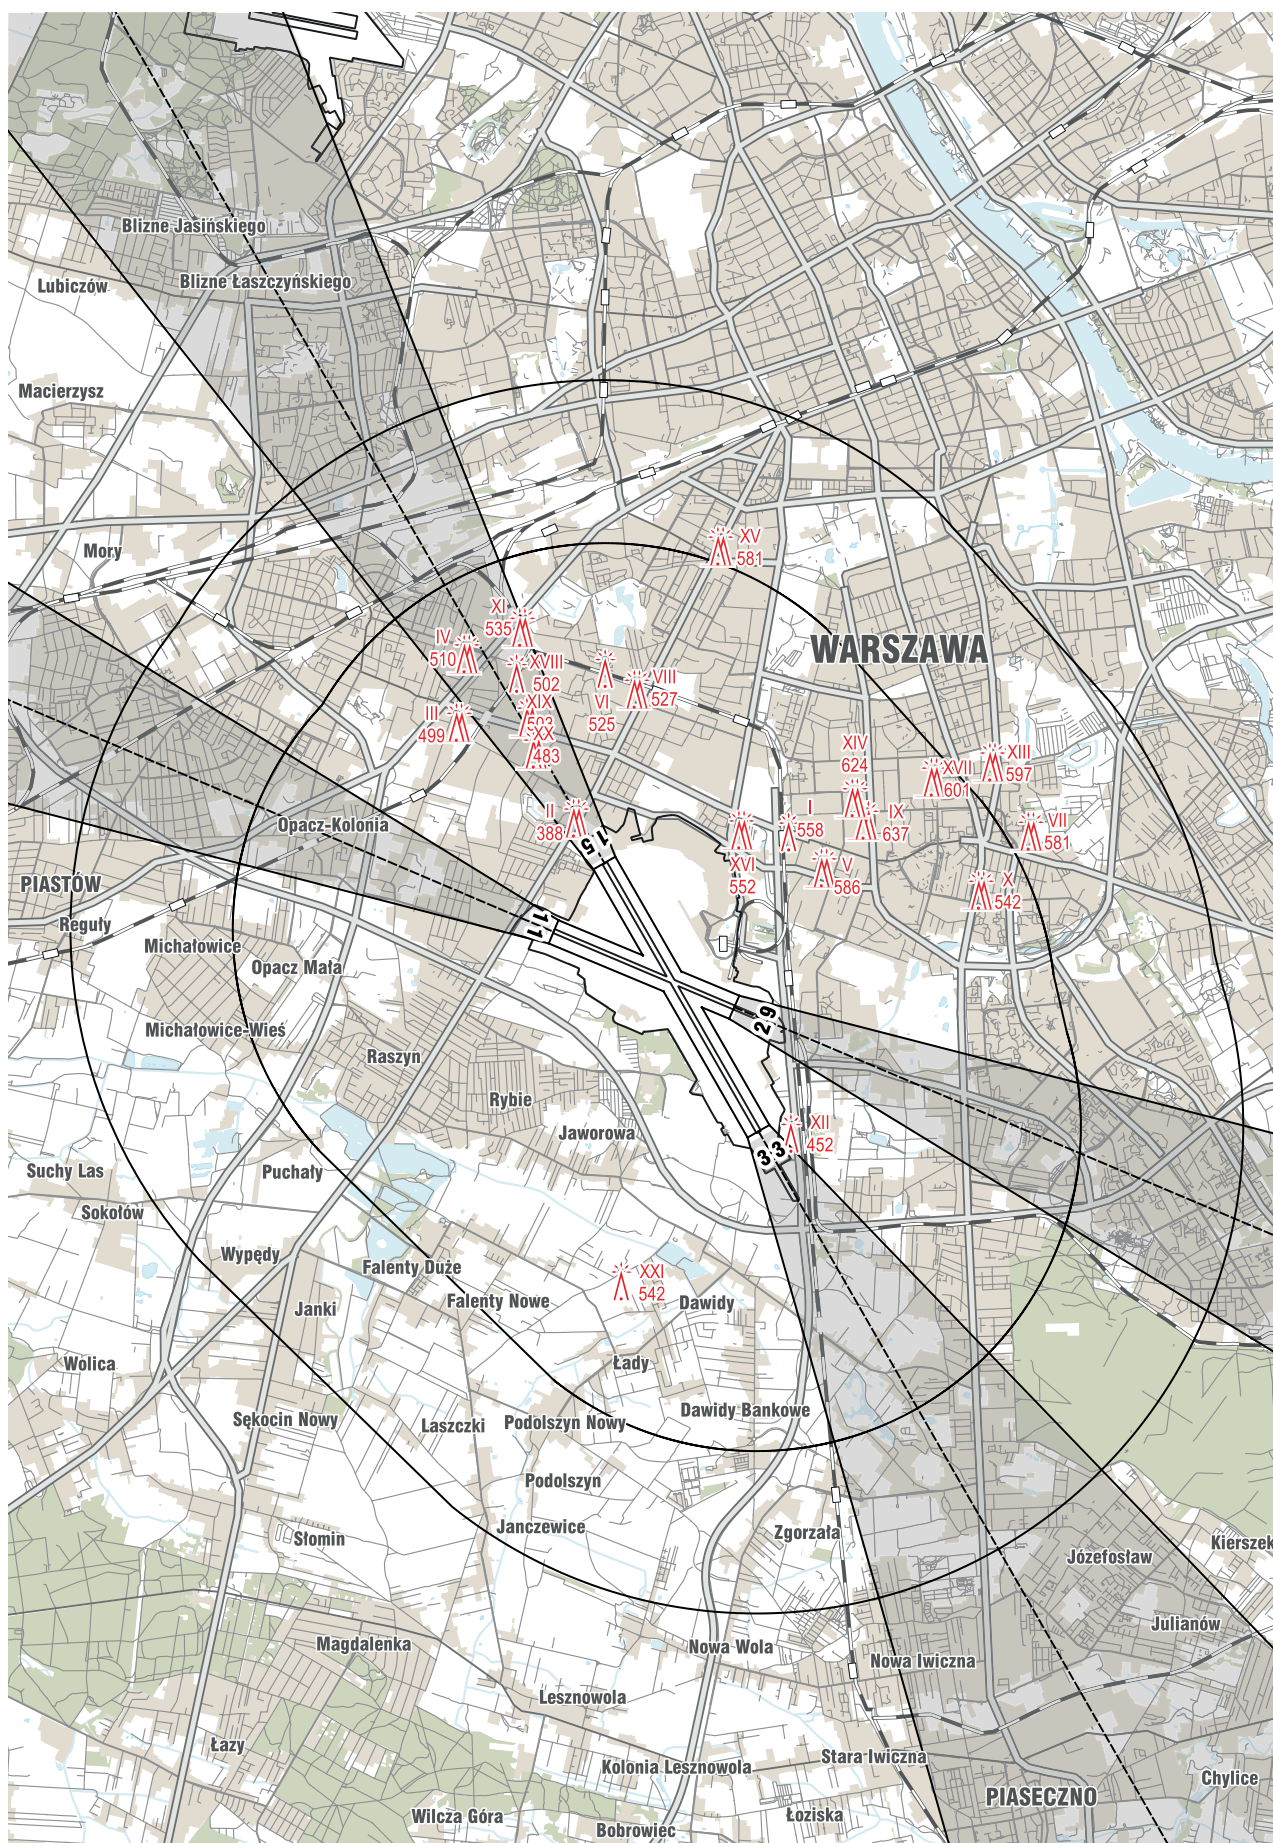 Blizne Jasińskiego
Blizne Łaszczyńskiego
Lubiczów
Macierzysz
Mory
XV
581
XI
535
IV
510
XVIII
502
WARSZAWA
VIII
527
VI
525
XIX
503
III
499
XX
483
XIV
624
XIII
597
XVII
601
II
388
I
558
IX
637
VII
581
Opacz-Kolonia
15
XVI
552
V
586
X
542
PIASTÓW
Reguły
11
Michałowice
Opacz Mała
29
Michałowice-Wieś
Raszyn
Rybie
Jaworowa
XII
452
33
Suchy Las
Puchały
Sokołów
Wypędy
Falenty Duże
XXI
542
Janki
Falenty Nowe
Dawidy
Wolica
Łady
Sękocin Nowy
Laszczki
Podolszyn Nowy
Dawidy Bankowe
Podolszyn
Słomin
Janczewice
Zgorzała
Kierszek
Józefosław
Julianów
Magdalenka
Nowa Wola
Nowa Iwiczna
Lesznowola
Łazy
Kolonia Lesznowola
Stara Iwiczna
Chylice
PIASECZNO
Wilcza Góra
Łoziska
Bobrowiec